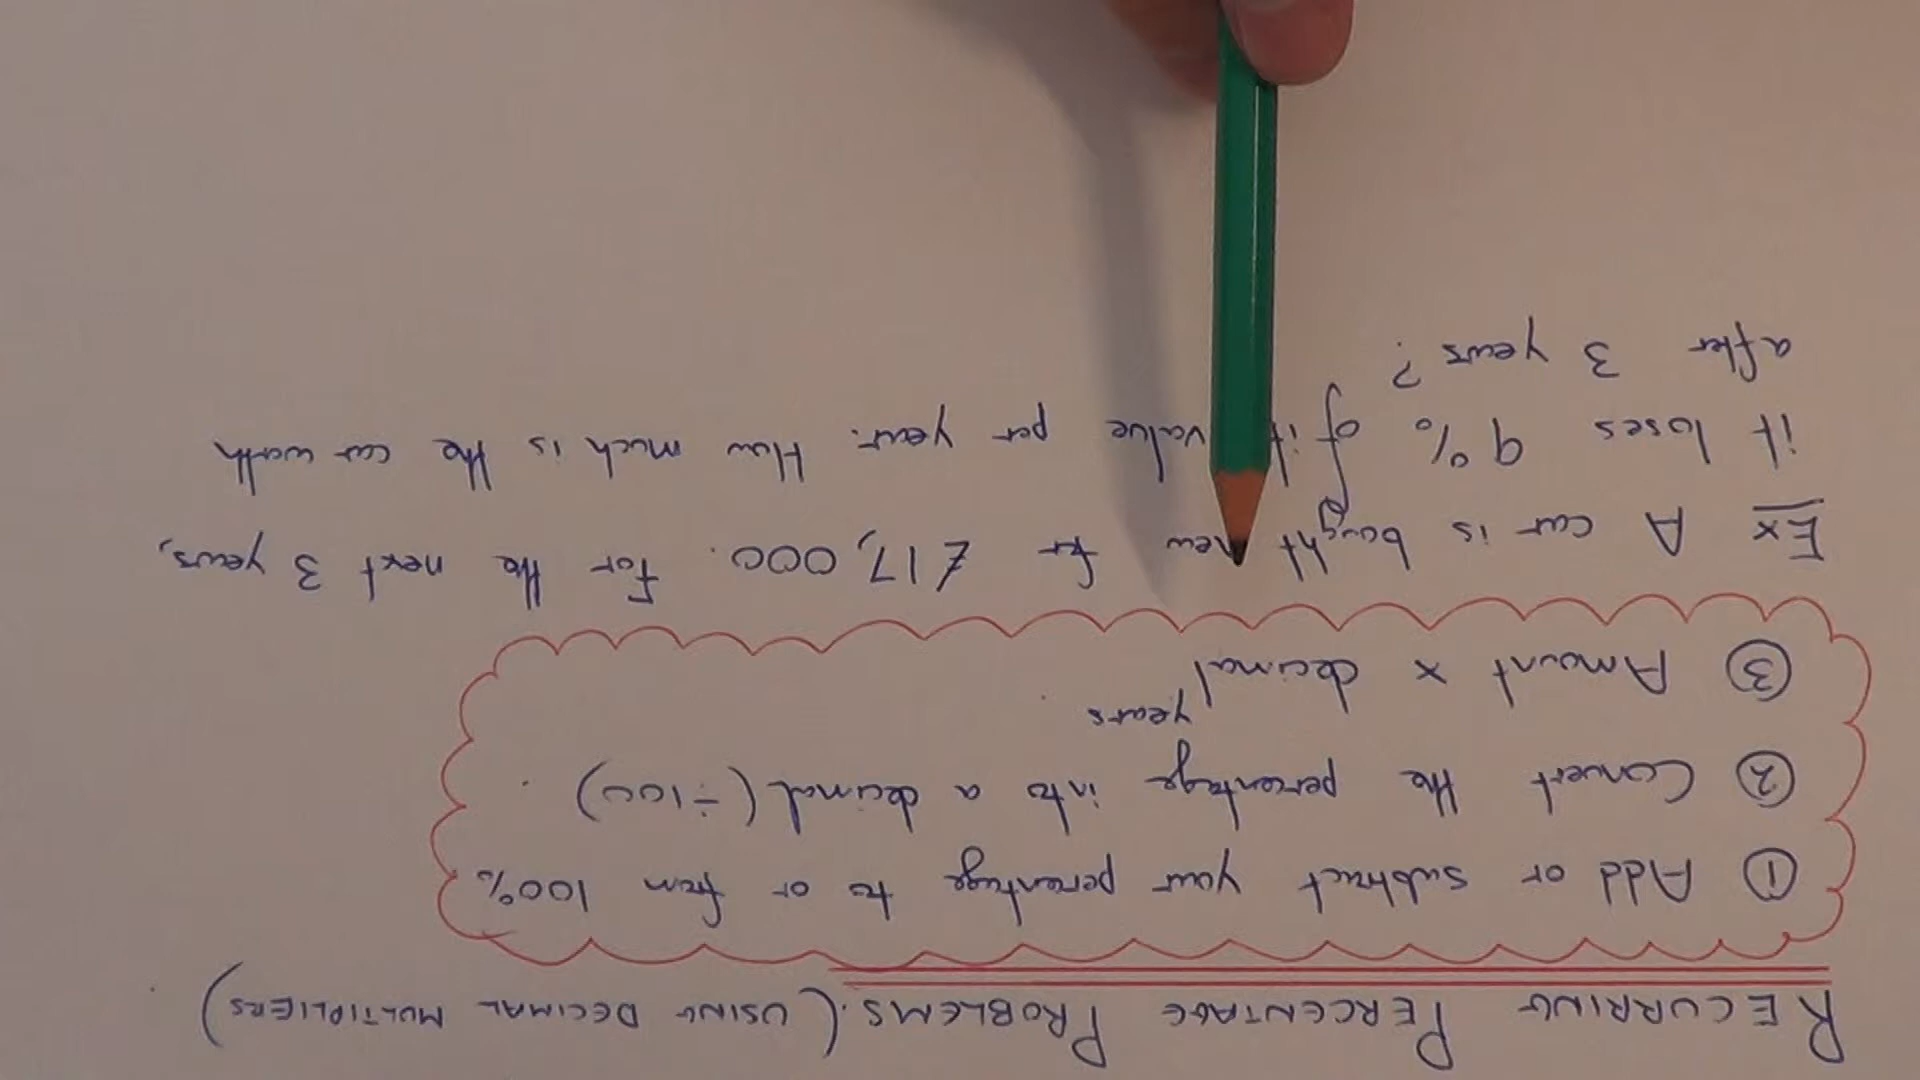 RECURRING PERCENTAGE PROBLEMS. (USING DECIMAL MULTIPLIERS)
① Add or subtract your percentage to or from 100%
② Convert the percentage into a decimal (÷100)
③ Amount × decimal years
Ex A car is bought new for £17,000. For the next 3 years,
it loses 9% of it value per year. How much is the car worth
after 3 years?